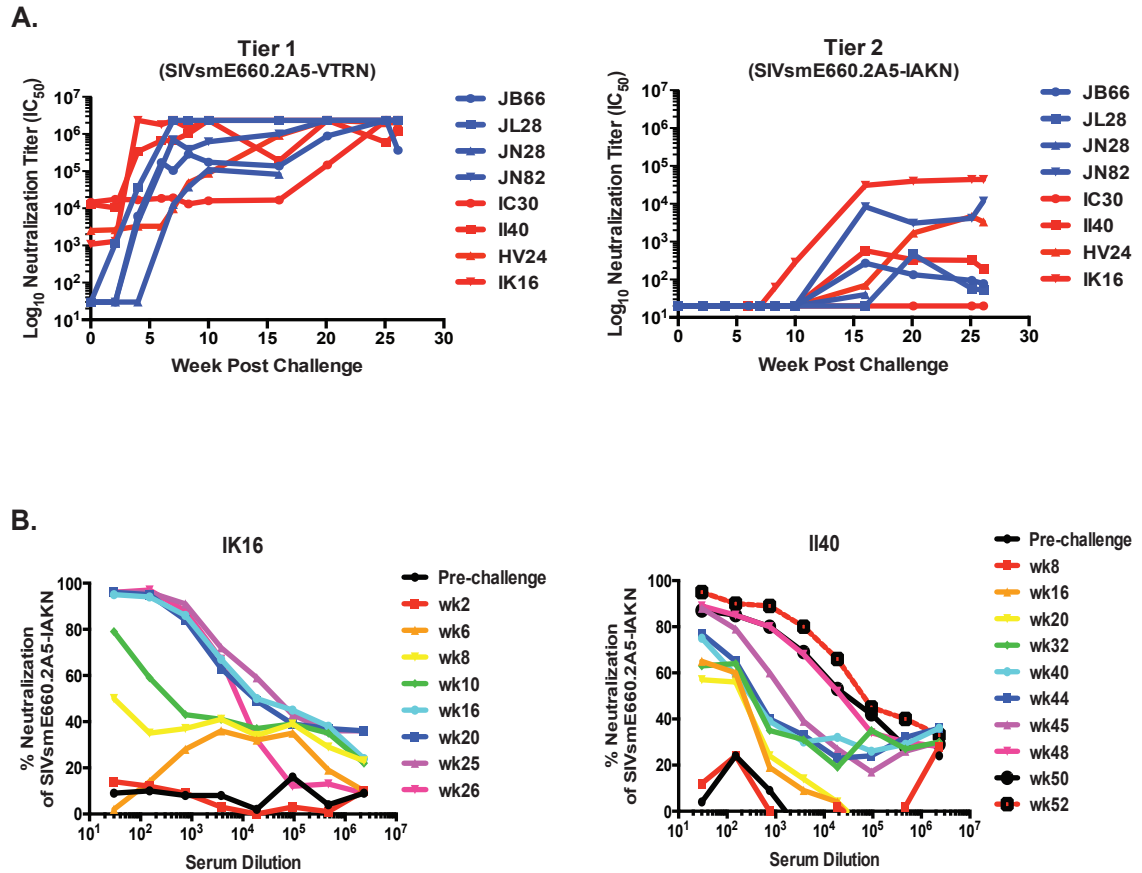 A.
Tier 1
(SIVsmE660.2A5-VTRN)
Log10 Neutralization Titer (IC50)
10^7
10^6
10^5
10^4
10^3
10^2
10^1
0 5 10 15 20 25 30
Week Post Challenge
JB66
JL28
JN28
JN82
IC30
II40
HV24
IK16
Tier 2
(SIVsmE660.2A5-IAKN)
Log10 Neutralization Titer (IC50)
10^7
10^6
10^5
10^4
10^3
10^2
10^1
0 5 10 15 20 25 30
Week Post Challenge
JB66
JL28
JN28
JN82
IC30
II40
HV24
IK16
B.
IK16
% Neutralization
of SIVsmE660.2A5-IAKN
100
80
60
40
20
0
10^1 10^2 10^3 10^4 10^5 10^6 10^7
Serum Dilution
Pre-challenge
wk2
wk6
wk8
wk10
wk16
wk20
wk25
wk26
II40
% Neutralization
of SIVsmE660.2A5-IAKN
100
80
60
40
20
0
10^1 10^2 10^3 10^4 10^5 10^6 10^7
Serum Dilution
Pre-challenge
wk8
wk16
wk20
wk32
wk40
wk44
wk45
wk48
wk50
wk52